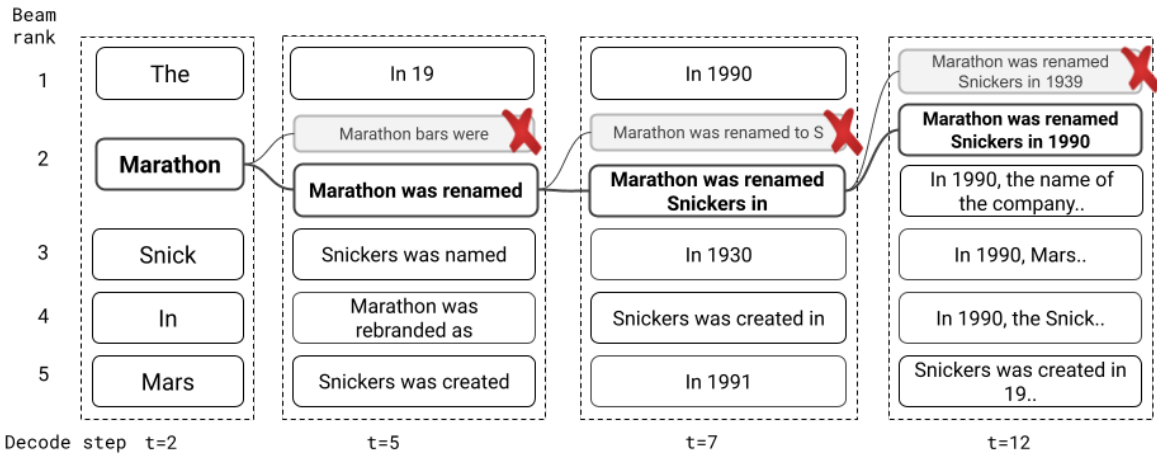 Beam
rank
1
2
3
4
5
The
Marathon
Snick
In
Mars
In 19
Marathon bars were
Marathon was renamed
Snickers was named
Marathon was
rebranded as
Snickers was created
In 1990
Marathon was renamed to S
Marathon was renamed
Snickers in
In 1930
Snickers was created in
In 1991
Marathon was renamed
Snickers in 1939
Marathon was renamed
Snickers in 1990
In 1990, the name of
the company..
In 1990, Mars..
In 1990, the Snick..
Snickers was created in
19..
Decode step t=2 t=5 t=7 t=12